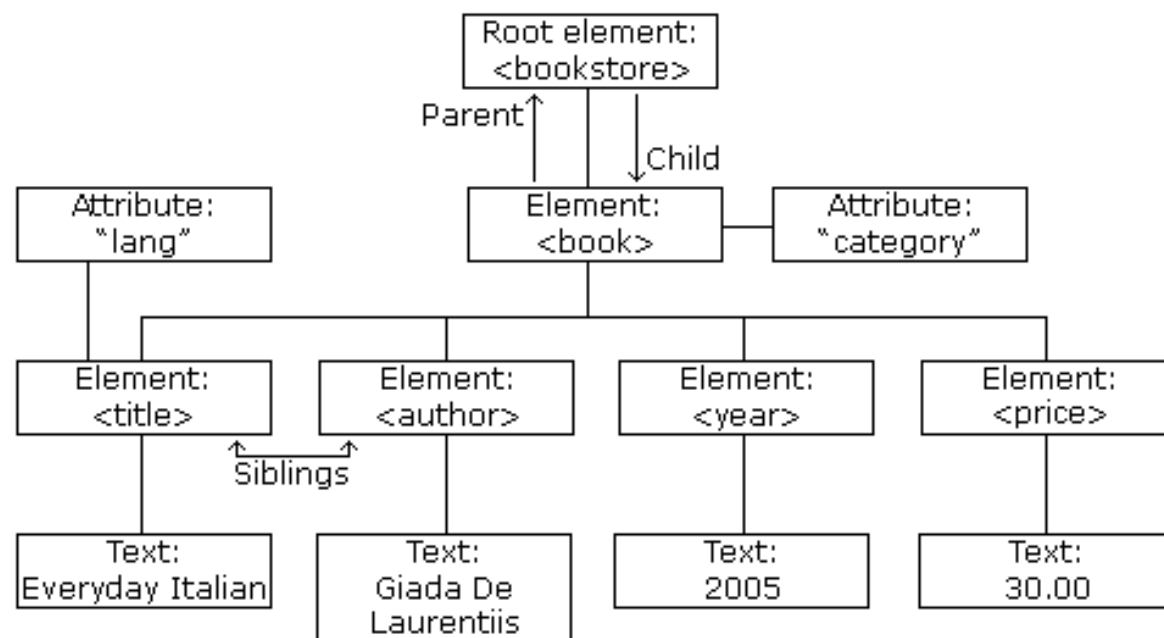 Root element:
<bookstore>
Parent
Child
Attribute:
“lang”
Element:
<book>
Attribute:
“category”
Element:
<title>
Element:
<author>
Element:
<year>
Element:
<price>
Siblings
Text:
Everyday Italian
Text:
Giada De
Laurentiis
Text:
2005
Text:
30.00